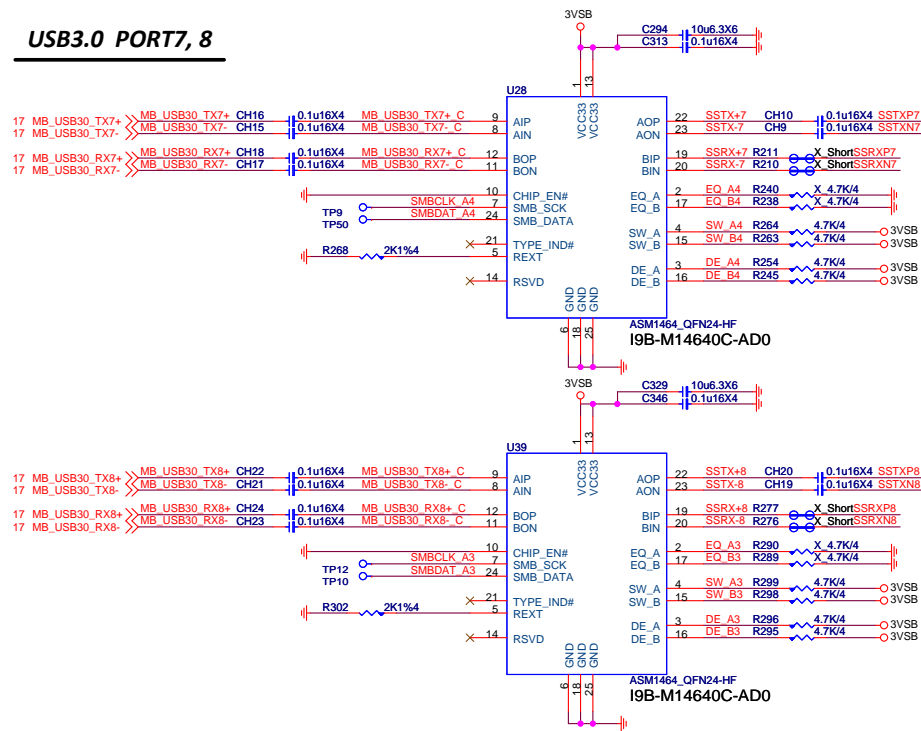 USB3.0 PORT7, 8
3VSB
C294 10u6.3X6
C313 0.1u16X4
1 13
U28
VCC33 VCC33
17 MB_USB30_TX7+ MB_USB30_TX7+ CH16 0.1u16X4 MB_USB30_TX7+_C 9 AIP AOP 22 SSTX+7 CH10 0.1u16X4 SSTXP7
17 MB_USB30_TX7- MB_USB30_TX7- CH15 0.1u16X4 MB_USB30_TX7-_C 8 AIN AON 23 SSTX-7 CH9 0.1u16X4 SSTXN7
17 MB_USB30_RX7+ MB_USB30_RX7+ CH18 0.1u16X4 MB_USB30_RX7+_C 12 BOP BIP 19 SSRX+7 R211 X_Short SSRXP7
17 MB_USB30_RX7- MB_USB30_RX7- CH17 0.1u16X4 MB_USB30_RX7-_C 11 BON BIN 20 SSRX-7 R210 X_Short SSRXN7
10 CHIP_EN# EQ_A 2 EQ_A4 R240 X_4.7K/4
TP9 SMBCLK_A4 7 SMB_SCK EQ_B 17 EQ_B4 R238 X_4.7K/4
TP50 SMBDAT_A4 24 SMB_DATA SW_A 4 SW_A4 R264 4.7K/4 3VSB
21 TYPE_IND# SW_B 15 SW_B4 R263 4.7K/4 3VSB
R268 2K1%4 5 REXT DE_A 3 DE_A4 R254 4.7K/4 3VSB
14 RSVD DE_B 16 DE_B4 R245 4.7K/4 3VSB
GND GND GND
6 18 25
ASM1464_QFN24-HF
I9B-M14640C-AD0
3VSB
C329 10u6.3X6
C346 0.1u16X4
1 13
U39
VCC33 VCC33
17 MB_USB30_TX8+ MB_USB30_TX8+ CH22 0.1u16X4 MB_USB30_TX8+_C 9 AIP AOP 22 SSTX+8 CH20 0.1u16X4 SSTXP8
17 MB_USB30_TX8- MB_USB30_TX8- CH21 0.1u16X4 MB_USB30_TX8-_C 8 AIN AON 23 SSTX-8 CH19 0.1u16X4 SSTXN8
17 MB_USB30_RX8+ MB_USB30_RX8+ CH24 0.1u16X4 MB_USB30_RX8+_C 12 BOP BIP 19 SSRX+8 R277 X_Short SSRXP8
17 MB_USB30_RX8- MB_USB30_RX8- CH23 0.1u16X4 MB_USB30_RX8-_C 11 BON BIN 20 SSRX-8 R276 X_Short SSRXN8
10 CHIP_EN# EQ_A 2 EQ_A3 R290 X_4.7K/4
TP12 SMBCLK_A3 7 SMB_SCK EQ_B 17 EQ_B3 R289 X_4.7K/4
TP10 SMBDAT_A3 24 SMB_DATA SW_A 4 SW_A3 R299 4.7K/4 3VSB
21 TYPE_IND# SW_B 15 SW_B3 R298 4.7K/4 3VSB
R302 2K1%4 5 REXT DE_A 3 DE_A3 R296 4.7K/4 3VSB
14 RSVD DE_B 16 DE_B3 R295 4.7K/4 3VSB
GND GND GND
6 18 25
ASM1464_QFN24-HF
I9B-M14640C-AD0